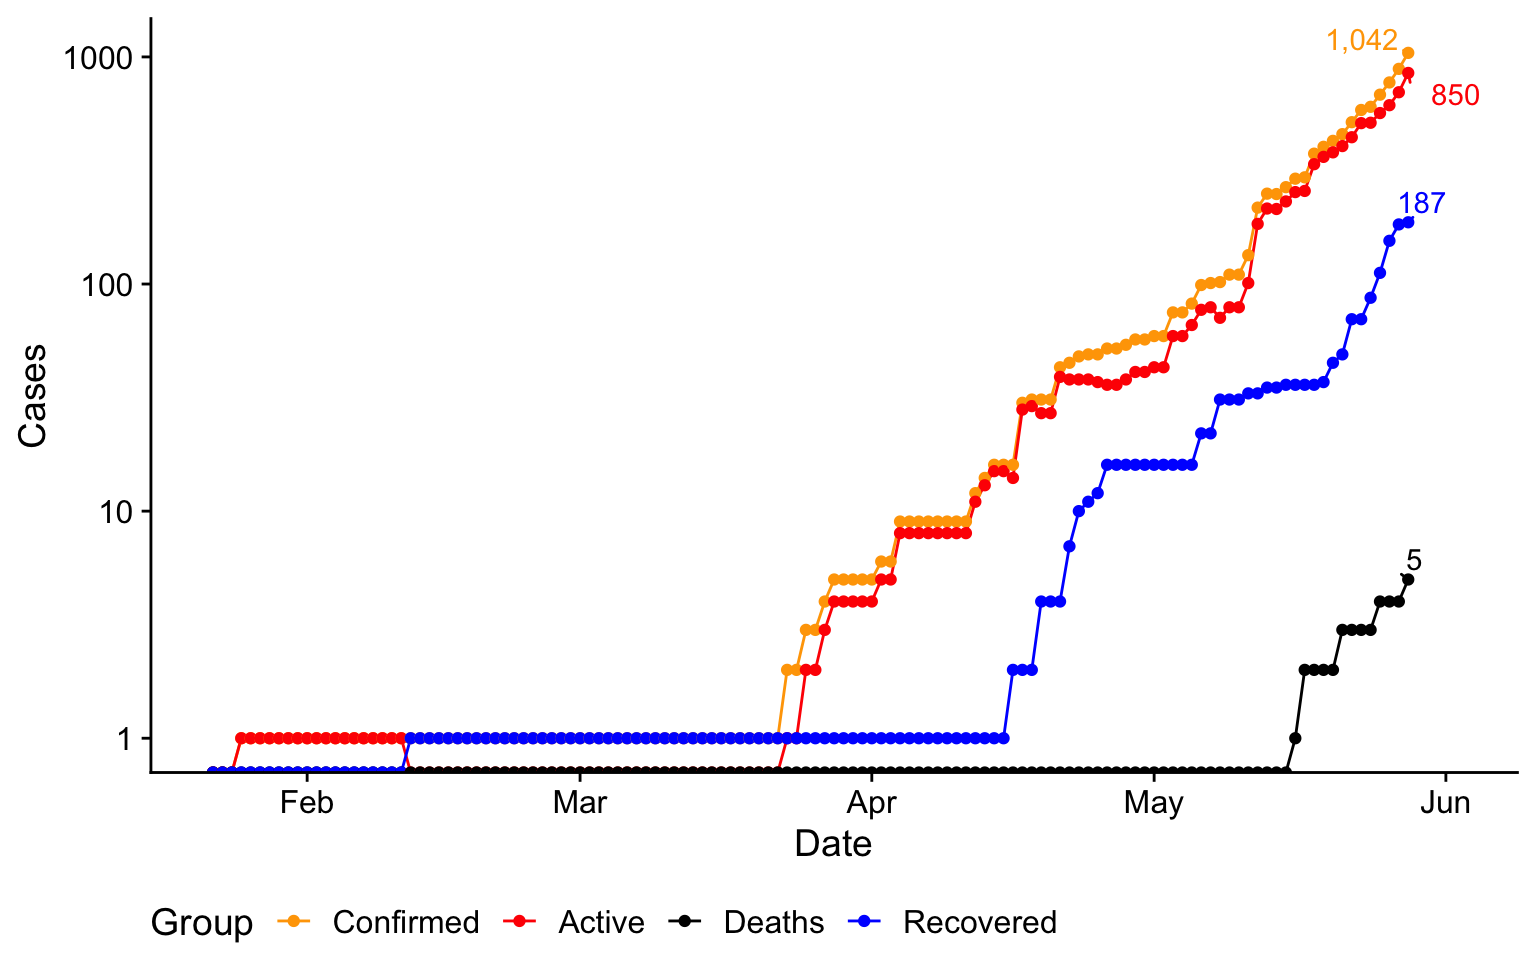 1,042
1000
850
187
100
Cases
10
5
1
Feb Mar Apr May Jun
Date
Group Confirmed Active Deaths Recovered